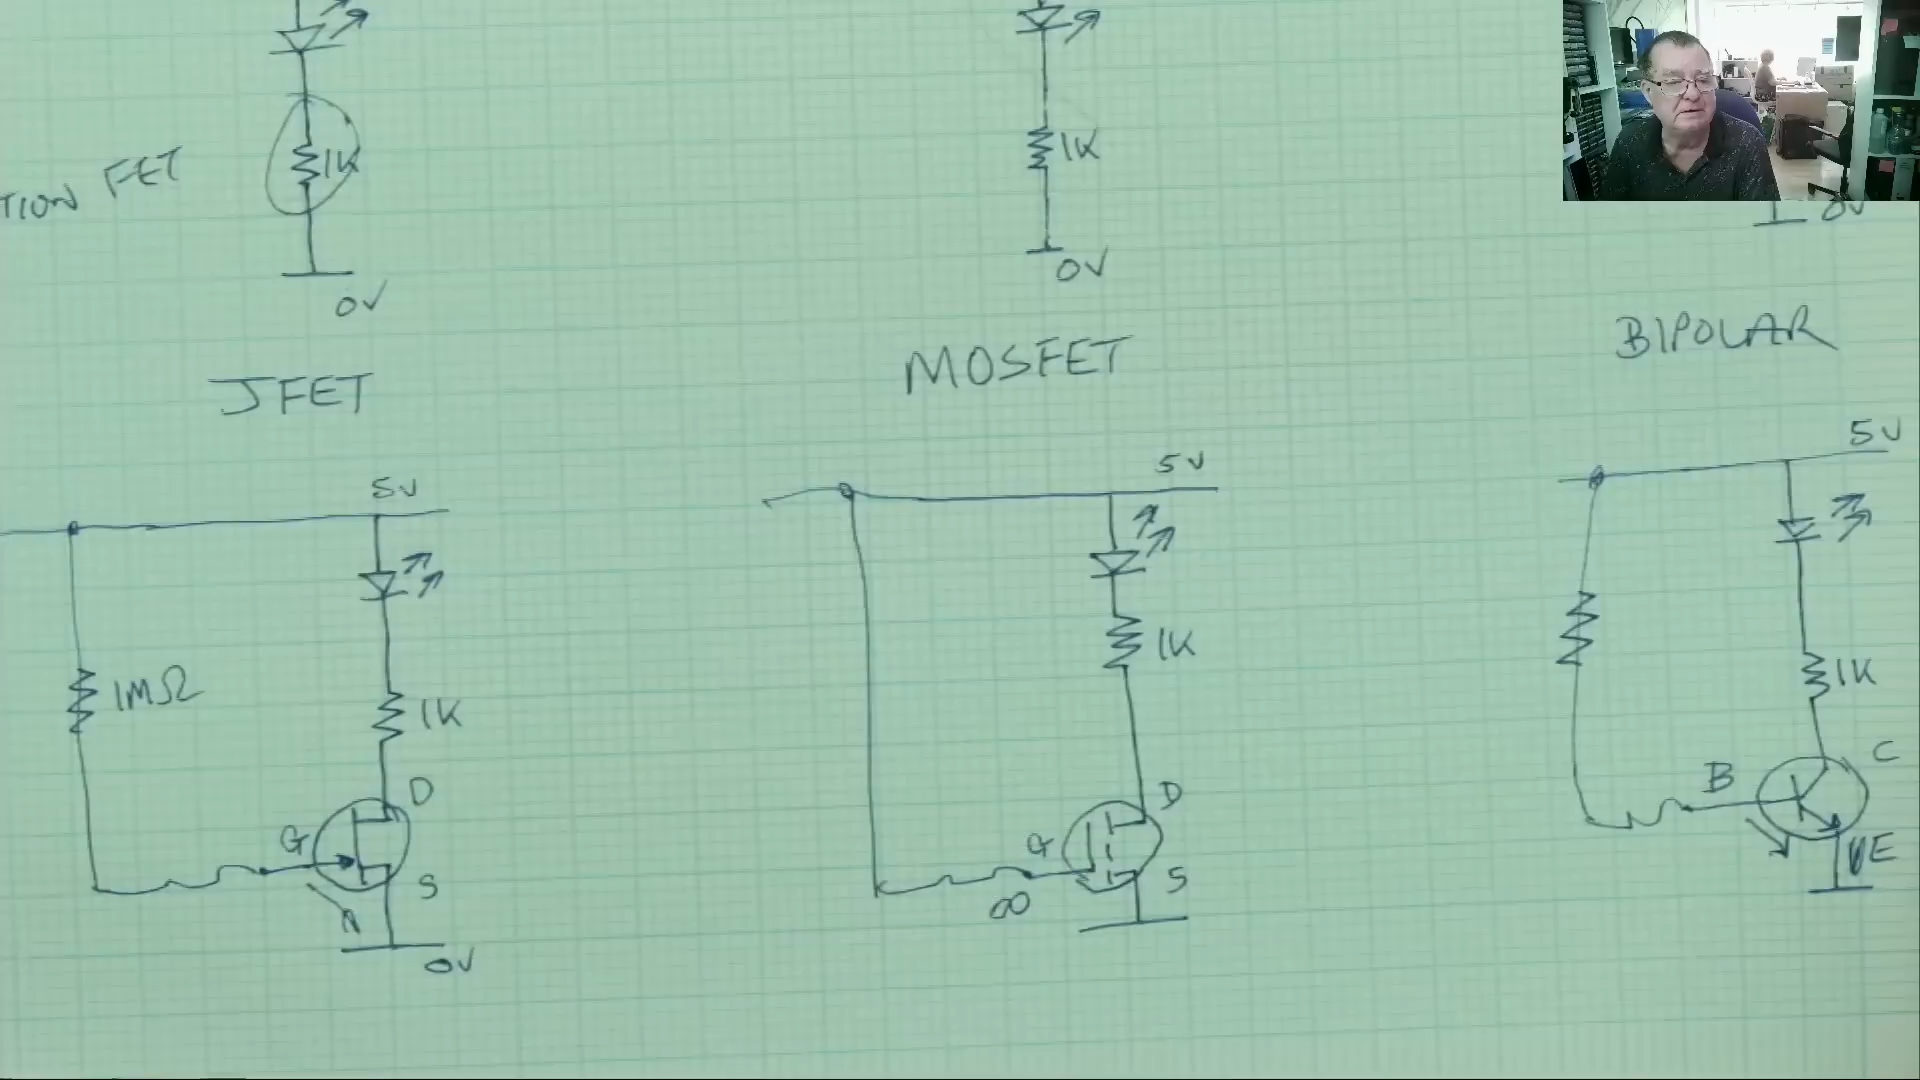 1K
TION FET
0V
1K
0V
0V
JFET
MOSFET
BIPOLAR
5V
1MΩ
1K
D
G
S
0V
5V
1K
D
G
S
∞
5V
1K
B
C
E